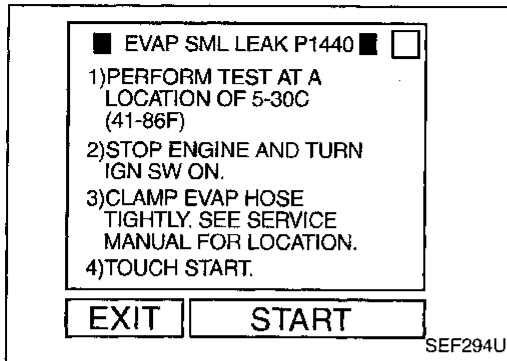 EVAP SML LEAK P1440
1)PERFORM TEST AT A
LOCATION OF 5-30C
(41-86F)
2)STOP ENGINE AND TURN
IGN SW ON.
3)CLAMP EVAP HOSE
TIGHTLY. SEE SERVICE
MANUAL FOR LOCATION.
4)TOUCH START.
EXIT START
SEF294U